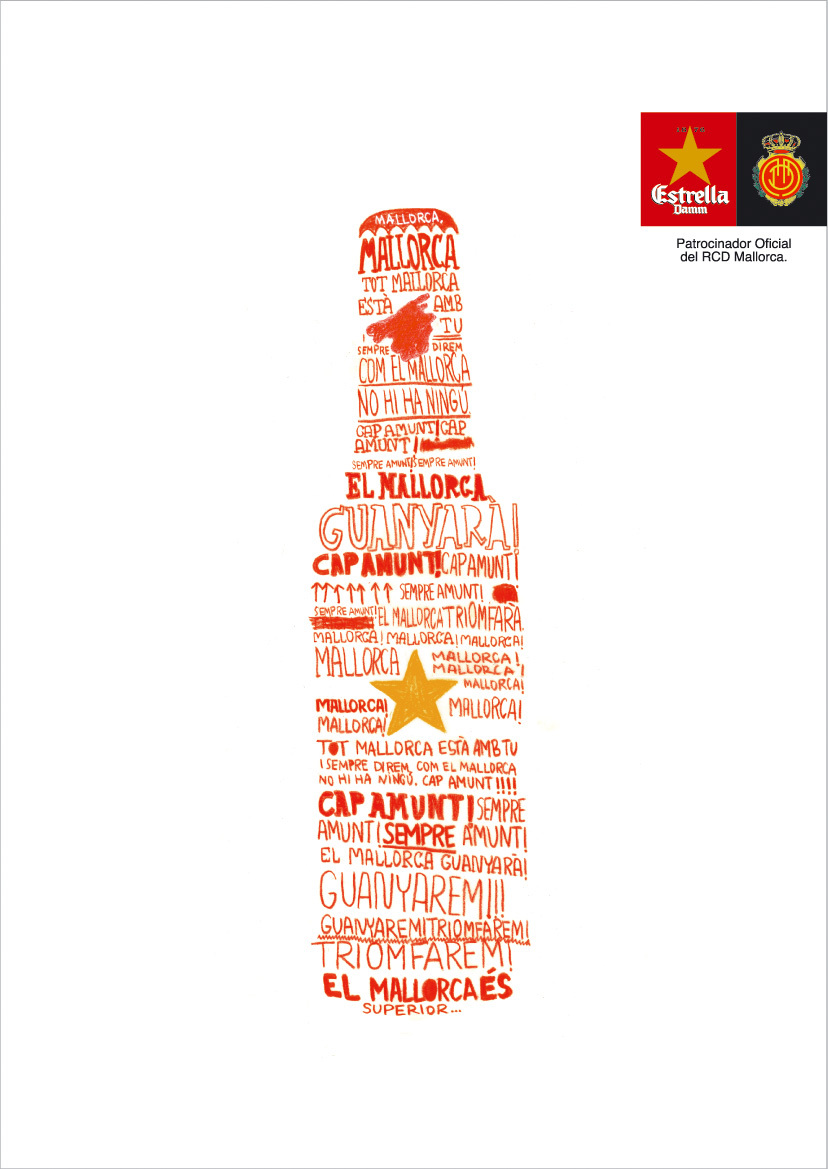 Estrella
Damm
Patrocinador Oficial
del RCD Mallorca.
MALLORCA,
MALLORCA
TOT MALLORCA
ESTÀ AMB
TU
I
SEMPRE DIREM
COM EL MALLORCA
NO HI HA NINGÚ.
CAP AMUNT! CAP
AMUNT!
SEMPRE AMUNT! SEMPRE AMUNT!
EL MALLORCA
GUANYARÀ!
CAP AMUNT! CAP AMUNT!
↑↑↑↑↑↑↑ SEMPRE AMUNT!
SEMPRE AMUNT! EL MALLORCA TRIOMFARÀ.
MALLORCA! MALLORCA! MALLORCA!
MALLORCA MALLORCA!
MALLORCA!
MALLORCA!
MALLORCA! MALLORCA!
MALLORCA!
TOT MALLORCA ESTÀ AMB TU
I SEMPRE DIREM, COM EL MALLORCA
NO HI HA NINGÚ. CAP AMUNT!!!!
CAP AMUNT! SEMPRE
AMUNT! SEMPRE AMUNT!
EL MALLORCA GUANYARÀ!
GUANYAREM!!!
GUANYAREM! TRIOMFAREM!
TRIOMFAREM!
EL MALLORCA ÉS
SUPERIOR...